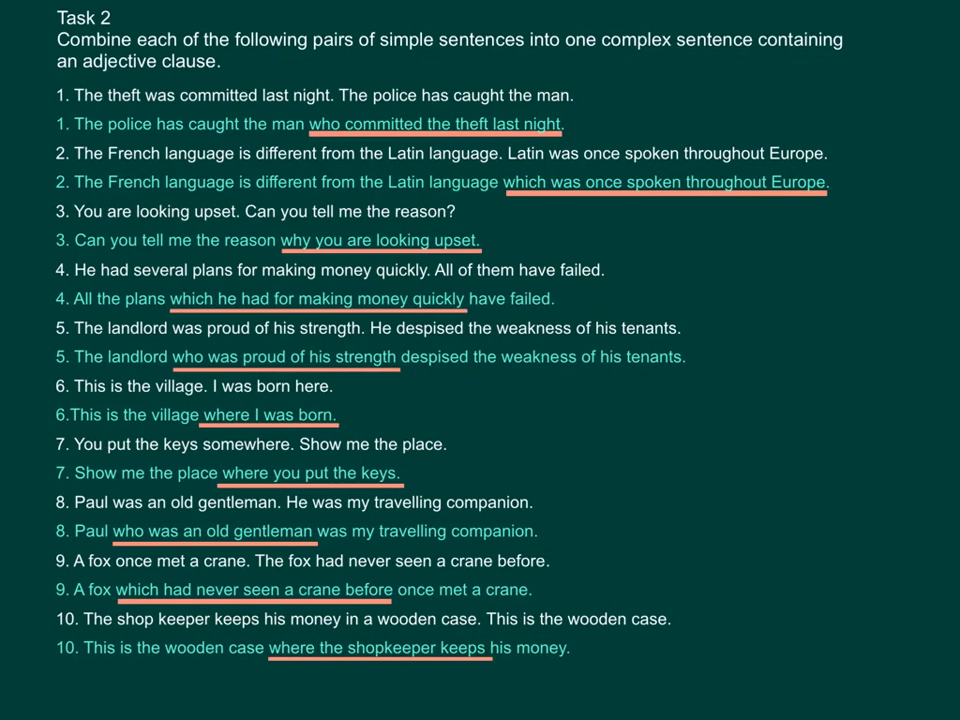 Task 2
Combine each of the following pairs of simple sentences into one complex sentence containing
an adjective clause.
1. The theft was committed last night. The police has caught the man.
1. The police has caught the man who committed the theft last night.
2. The French language is different from the Latin language. Latin was once spoken throughout Europe.
2. The French language is different from the Latin language which was once spoken throughout Europe.
3. You are looking upset. Can you tell me the reason?
3. Can you tell me the reason why you are looking upset.
4. He had several plans for making money quickly. All of them have failed.
4. All the plans which he had for making money quickly have failed.
5. The landlord was proud of his strength. He despised the weakness of his tenants.
5. The landlord who was proud of his strength despised the weakness of his tenants.
6. This is the village. I was born here.
6.This is the village where I was born.
7. You put the keys somewhere. Show me the place.
7. Show me the place where you put the keys.
8. Paul was an old gentleman. He was my travelling companion.
8. Paul who was an old gentleman was my travelling companion.
9. A fox once met a crane. The fox had never seen a crane before.
9. A fox which had never seen a crane before once met a crane.
10. The shop keeper keeps his money in a wooden case. This is the wooden case.
10. This is the wooden case where the shopkeeper keeps his money.